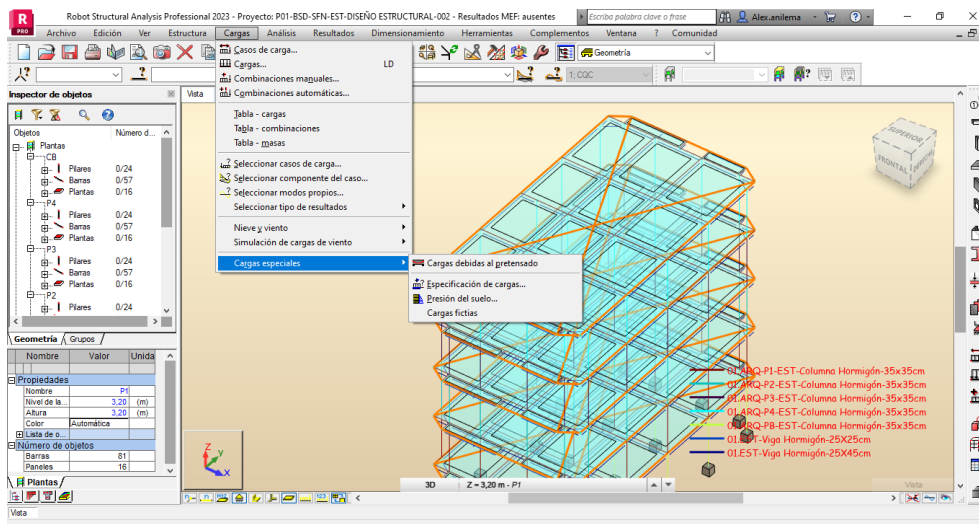 Robot Structural Analysis Professional 2023 - Proyecto: P01-BSD-SFN-EST-DISEÑO ESTRUCTURAL-002 - Resultados MEF: ausentes
Escriba palabra clave o frase
Alex.anilema
R
PRO
Archivo Edición Ver Estructura Cargas Análisis Resultados Dimensionamiento Herramientas Complementos Ventana ? Comunidad
Geometría
1: CQC
Inspector de objetos
Vista
Objetos Número d...
Plantas
CB
Pilares 0/24
Barras 0/57
Plantas 0/16
P4
Pilares 0/24
Barras 0/57
Plantas 0/16
P3
Pilares 0/24
Barras 0/57
Plantas 0/16
P2
Pilares 0/24
Geometría Grupos
Nombre Valor Unida
Propiedades
Nombre P1
Nivel de la... 3,20 (m)
Altura 3,20 (m)
Color Automática
Lista de o...
Número de objetos
Barras 81
Paneles 16
Plantas
Vista
Casos de carga...
Cargas... LD
Combinaciones manuales...
Combinaciones automáticas...
Tabla - cargas
Tabla - combinaciones
Tabla - masas
Seleccionar casos de carga...
Seleccionar componente del caso...
Seleccionar modos propios...
Seleccionar tipo de resultados
Nieve y viento
Simulación de cargas de viento
Cargas especiales
Cargas debidas al pretensado
Especificación de cargas...
Presión del suelo...
Cargas fictias
SUPERIOR
FRONTAL
01.ARQ-P1-EST-Columna Hormigón-35x35cm
01.ARQ-P2-EST-Columna Hormigón-35x35cm
01.ARQ-P3-EST-Columna Hormigón-35x35cm
01.ARQ-P4-EST-Columna Hormigón-35x35cm
01.ARQ-PB-EST-Columna Hormigón-35x35cm
01.EST-Viga Hormigón-25X25cm
01.EST-Viga Hormigón-25X45cm
Z
Y
X
3D Z = 3,20 m - P1
Vista